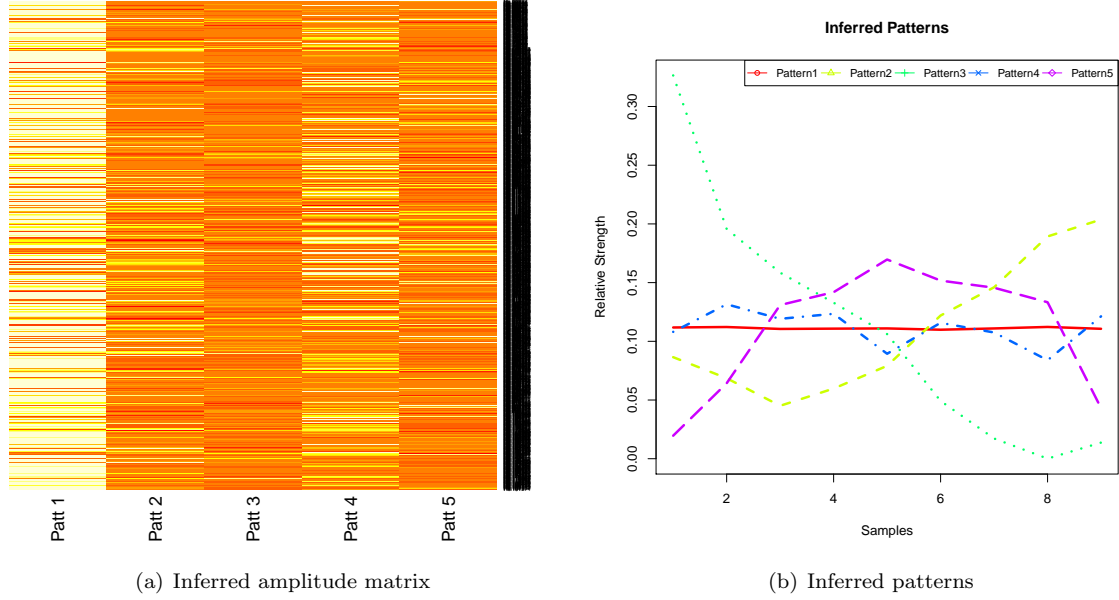 Patt 1
Patt 2
Patt 3
Patt 4
Patt 5
(a) Inferred amplitude matrix
Inferred Patterns
Pattern1 Pattern2 Pattern3 Pattern4 Pattern5
Relative Strength
0.30
0.25
0.20
0.15
0.10
0.05
0.00
2 4 6 8
Samples
(b) Inferred patterns